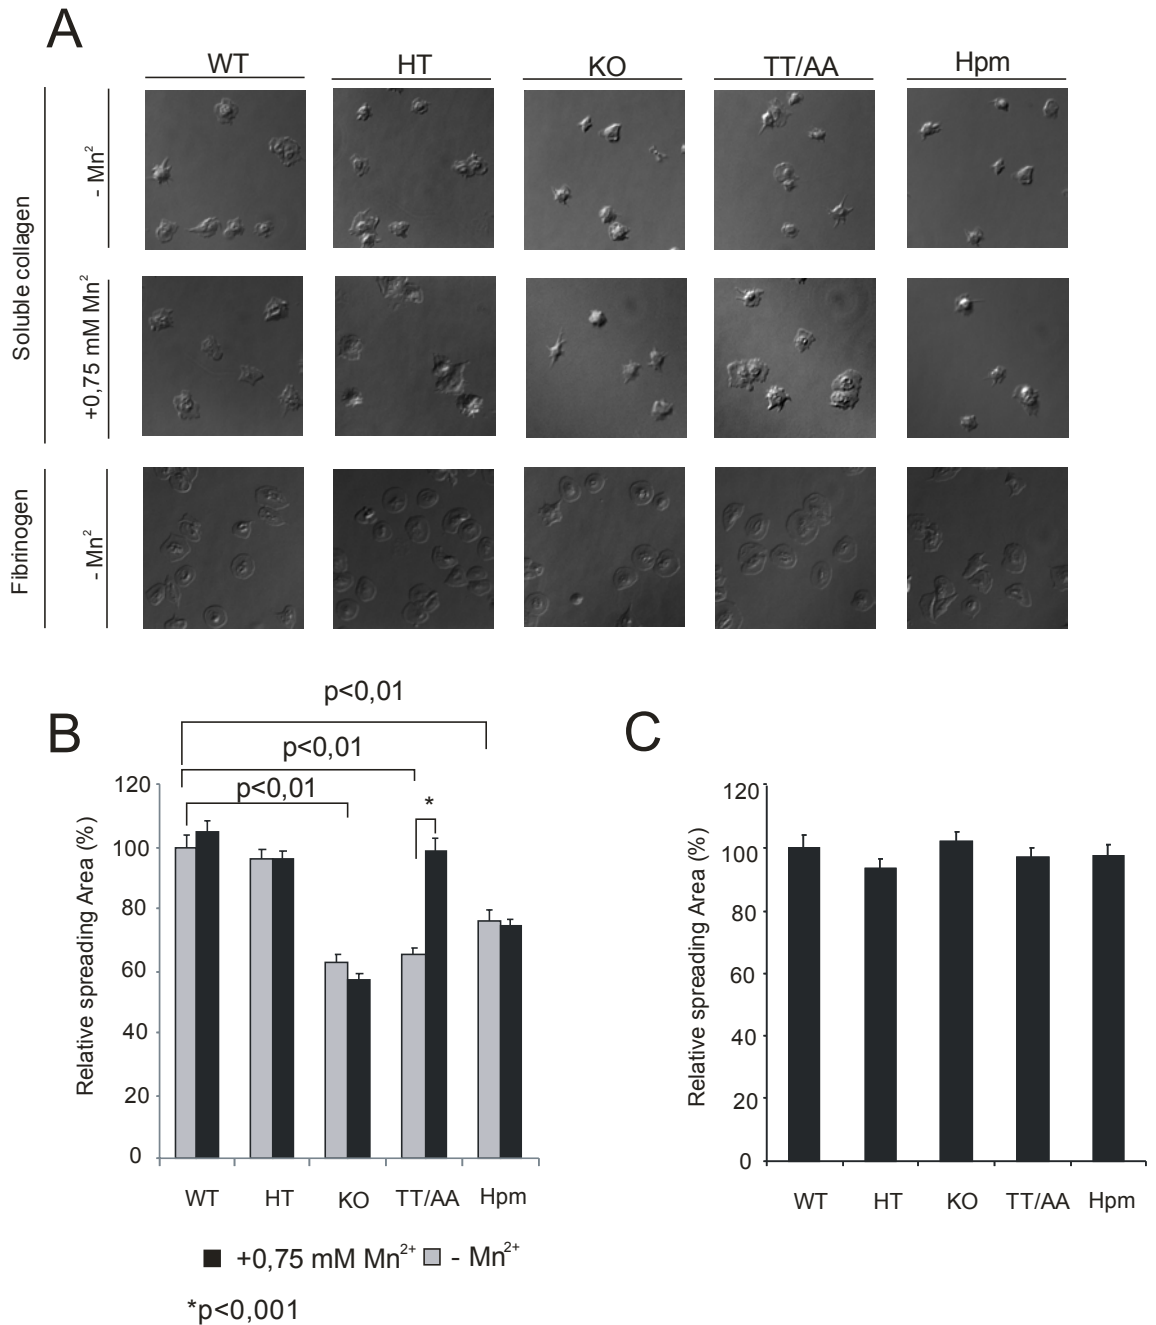 A
WT HT KO TT/AA Hpm
Soluble collagen
- Mn²
+0,75 mM Mn²
Fibrinogen
- Mn²
B
p<0,01
p<0,01
p<0,01
*
Relative spreading Area (%)
120
100
80
60
40
20
0
WT HT KO TT/AA Hpm
+0,75 mM Mn²⁺ - Mn²⁺
*p<0,001
C
Relative spreading Area (%)
120
100
80
60
40
20
0
WT HT KO TT/AA Hpm